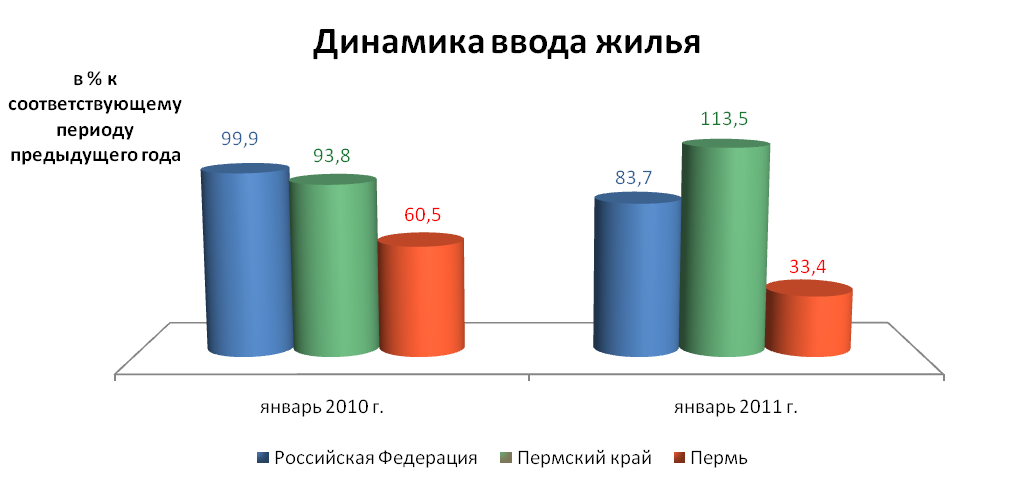 Динамика ввода жилья
в % к
соответствующему
периоду
предыдущего года
99,9
93,8
60,5
83,7
113,5
33,4
январь 2010 г.
январь 2011 г.
Российская Федерация
Пермский край
Пермь